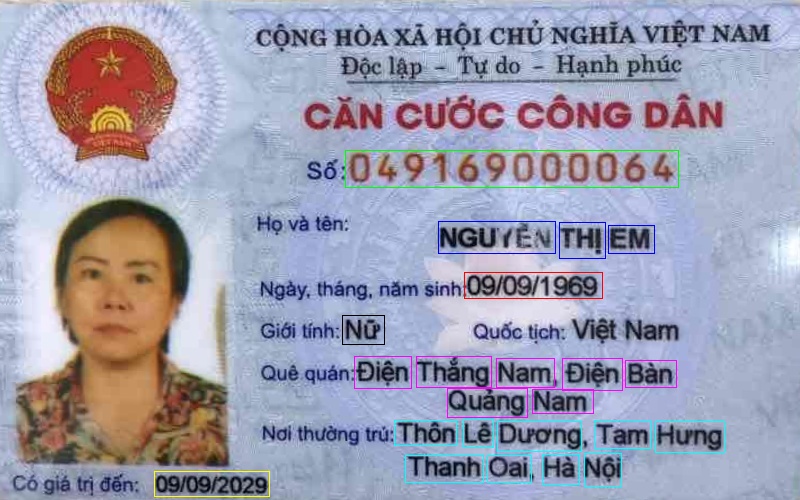 CỘNG HÒA XÃ HỘI CHỦ NGHĨA VIỆT NAM
Độc lập - Tự do - Hạnh phúc
CĂN CƯỚC CÔNG DÂN
Số: 049169000064
Họ và tên:
NGUYỄN THỊ EM
Ngày, tháng, năm sinh: 09/09/1969
Giới tính: Nữ Quốc tịch: Việt Nam
Quê quán: Điện Thắng Nam, Điện Bàn
Quảng Nam
Nơi thường trú: Thôn Lê Dương, Tam Hưng
Thanh Oai, Hà Nội
Có giá trị đến: 09/09/2029